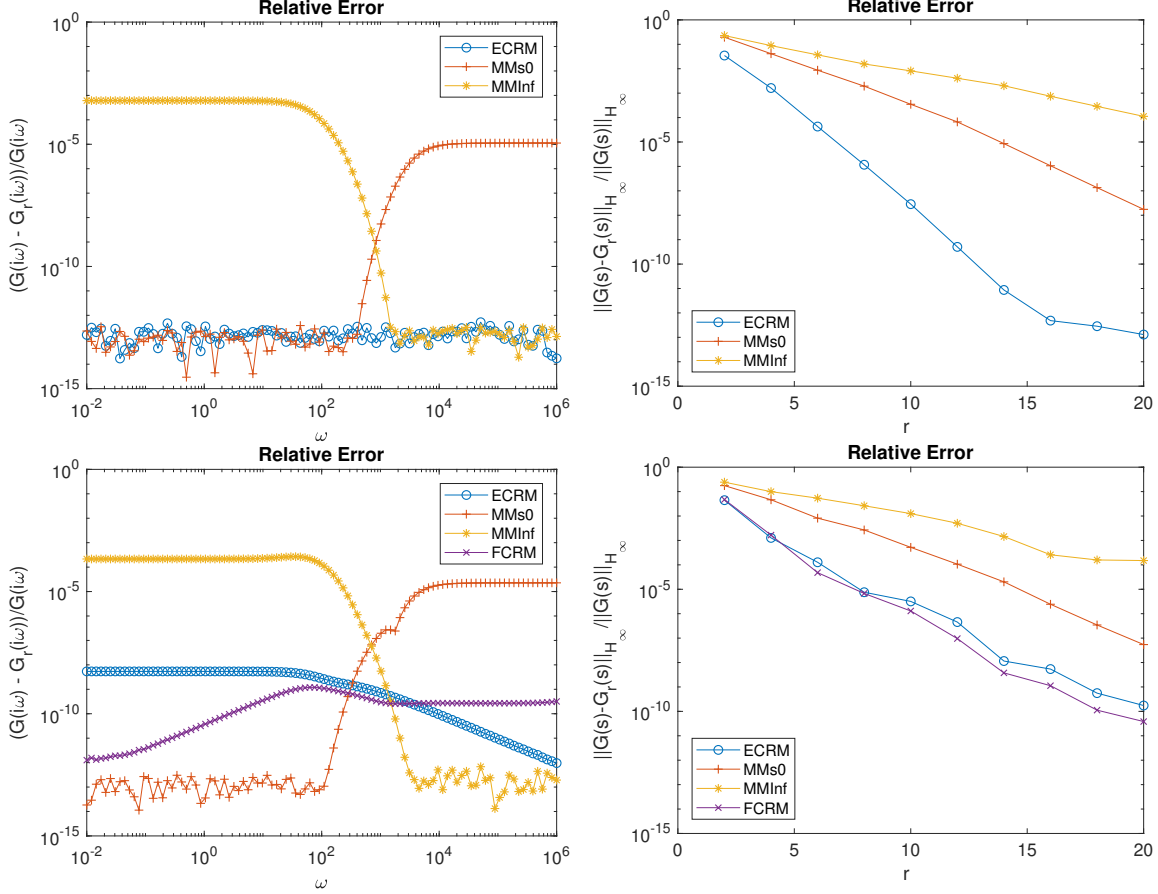 Relative Error
10^0
10^-5
10^-10
10^-15
(G(iω) - G_r(iω))/G(iω)
ECRM
MMs0
MMInf
10^-2 10^0 10^2 10^4 10^6
ω
Relative Error
10^0
10^-5
10^-10
10^-15
||G(s)-G_r(s)||_H_∞ /||G(s)||_H_∞
ECRM
MMs0
MMInf
0 5 10 15 20
r
Relative Error
10^0
10^-5
10^-10
10^-15
(G(iω) - G_r(iω))/G(iω)
ECRM
MMs0
MMInf
FCRM
10^-2 10^0 10^2 10^4 10^6
ω
Relative Error
10^0
10^-5
10^-10
10^-15
||G(s)-G_r(s)||_H_∞ /||G(s)||_H_∞
ECRM
MMs0
MMInf
FCRM
0 5 10 15 20
r